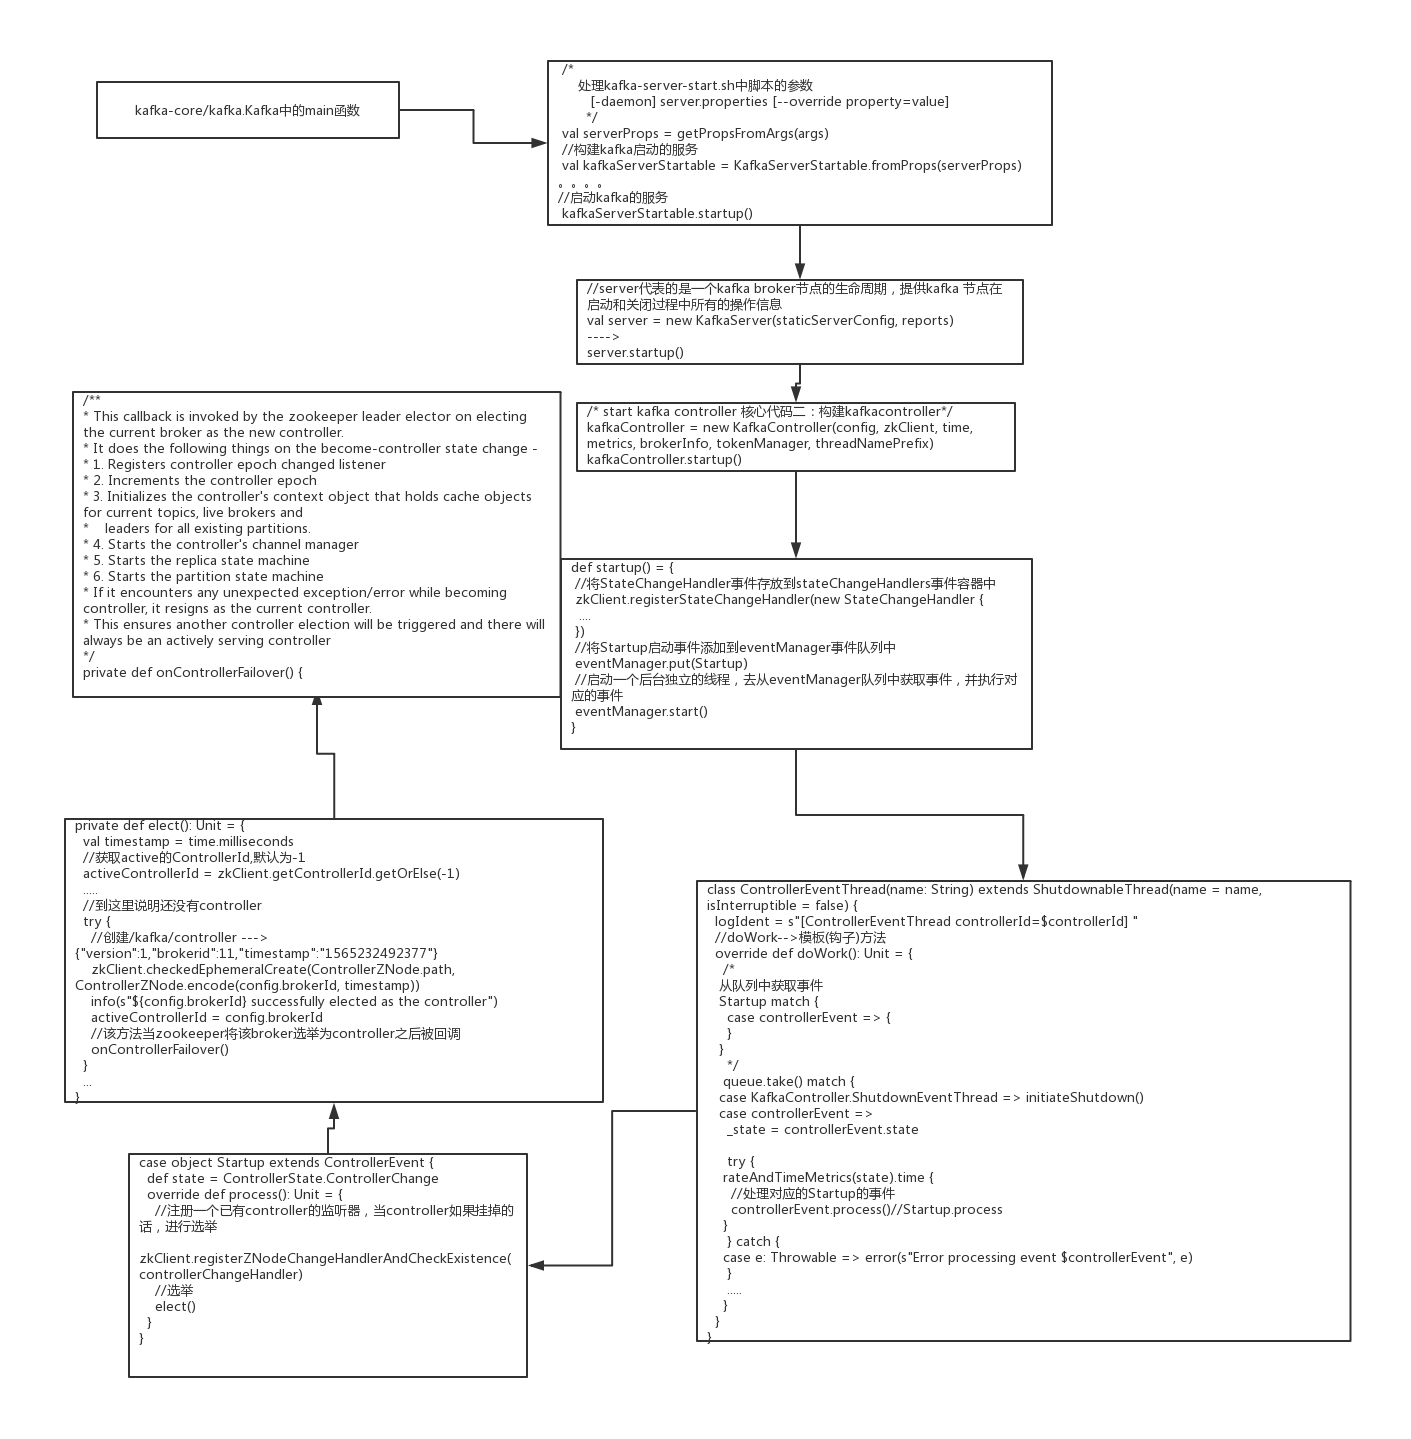 kafka-core/kafka.Kafka中的main函数
/*
处理kafka-server-start.sh中脚本的参数
[-daemon] server.properties [--override property=value]
*/
val serverProps = getPropsFromArgs(args)
//构建kafka启动的服务
val kafkaServerStartable = KafkaServerStartable.fromProps(serverProps)
。。。。
//启动kafka的服务
kafkaServerStartable.startup()
//server代表的是一个kafka broker节点的生命周期，提供kafka 节点在
启动和关闭过程中所有的操作信息
val server = new KafkaServer(staticServerConfig, reports)
---->
server.startup()
/* start kafka controller 核心代码二：构建kafkacontroller*/
kafkaController = new KafkaController(config, zkClient, time,
metrics, brokerInfo, tokenManager, threadNamePrefix)
kafkaController.startup()
def startup() = {
//将StateChangeHandler事件存放到stateChangeHandlers事件容器中
zkClient.registerStateChangeHandler(new StateChangeHandler {
....
})
//将Startup启动事件添加到eventManager事件队列中
eventManager.put(Startup)
//启动一个后台独立的线程，去从eventManager队列中获取事件，并执行对
应的事件
eventManager.start()
}
class ControllerEventThread(name: String) extends ShutdownableThread(name = name,
isInterruptible = false) {
logIdent = s"[ControllerEventThread controllerId=$controllerId] "
//doWork-->模板(钩子)方法
override def doWork(): Unit = {
/*
从队列中获取事件
Startup match {
case controllerEvent => {
}
}
*/
queue.take() match {
case KafkaController.ShutdownEventThread => initiateShutdown()
case controllerEvent =>
_state = controllerEvent.state
try {
rateAndTimeMetrics(state).time {
//处理对应的Startup的事件
controllerEvent.process()//Startup.process
}
} catch {
case e: Throwable => error(s"Error processing event $controllerEvent", e)
}
.....
}
}
}
case object Startup extends ControllerEvent {
def state = ControllerState.ControllerChange
override def process(): Unit = {
//注册一个已有controller的监听器，当controller如果挂掉的
话，进行选举
zkClient.registerZNodeChangeHandlerAndCheckExistence(
controllerChangeHandler)
//选举
elect()
}
}
private def elect(): Unit = {
val timestamp = time.milliseconds
//获取active的ControllerId,默认为-1
activeControllerId = zkClient.getControllerId.getOrElse(-1)
.....
//到这里说明还没有controller
try {
//创建/kafka/controller --->
{"version":1,"brokerid":11,"timestamp":"1565232492377"}
zkClient.checkedEphemeralCreate(ControllerZNode.path,
ControllerZNode.encode(config.brokerId, timestamp))
info(s"${config.brokerId} successfully elected as the controller")
activeControllerId = config.brokerId
//该方法当zookeeper将该broker选举为controller之后被回调
onControllerFailover()
}
...
}
/**
* This callback is invoked by the zookeeper leader elector on electing
the current broker as the new controller.
* It does the following things on the become-controller state change -
* 1. Registers controller epoch changed listener
* 2. Increments the controller epoch
* 3. Initializes the controller's context object that holds cache objects
for current topics, live brokers and
* leaders for all existing partitions.
* 4. Starts the controller's channel manager
* 5. Starts the replica state machine
* 6. Starts the partition state machine
* If it encounters any unexpected exception/error while becoming
controller, it resigns as the current controller.
* This ensures another controller election will be triggered and there will
always be an actively serving controller
*/
private def onControllerFailover() {